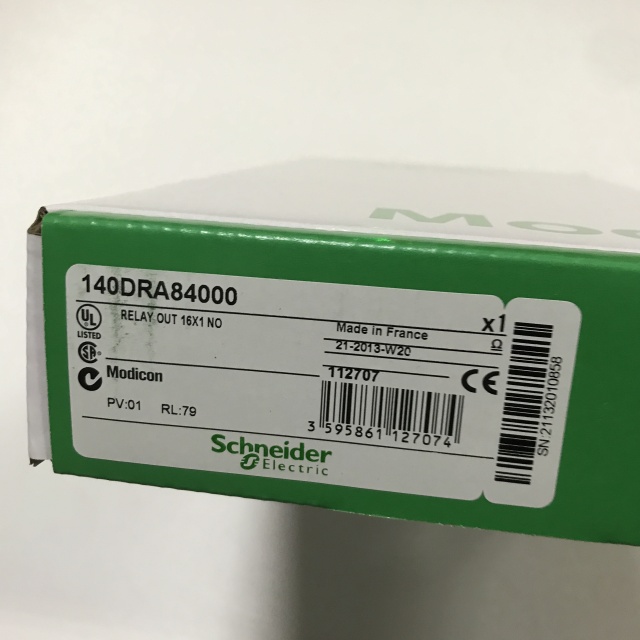 Mo
140DRA84000
x1
RELAY OUT 16X1 NO
UL
LISTED
Made in France
21-2013-W20
Modicon
112707
CE
PV:01 RL:79
3 595861 127074
Schneider
Electric
SN 21132010858